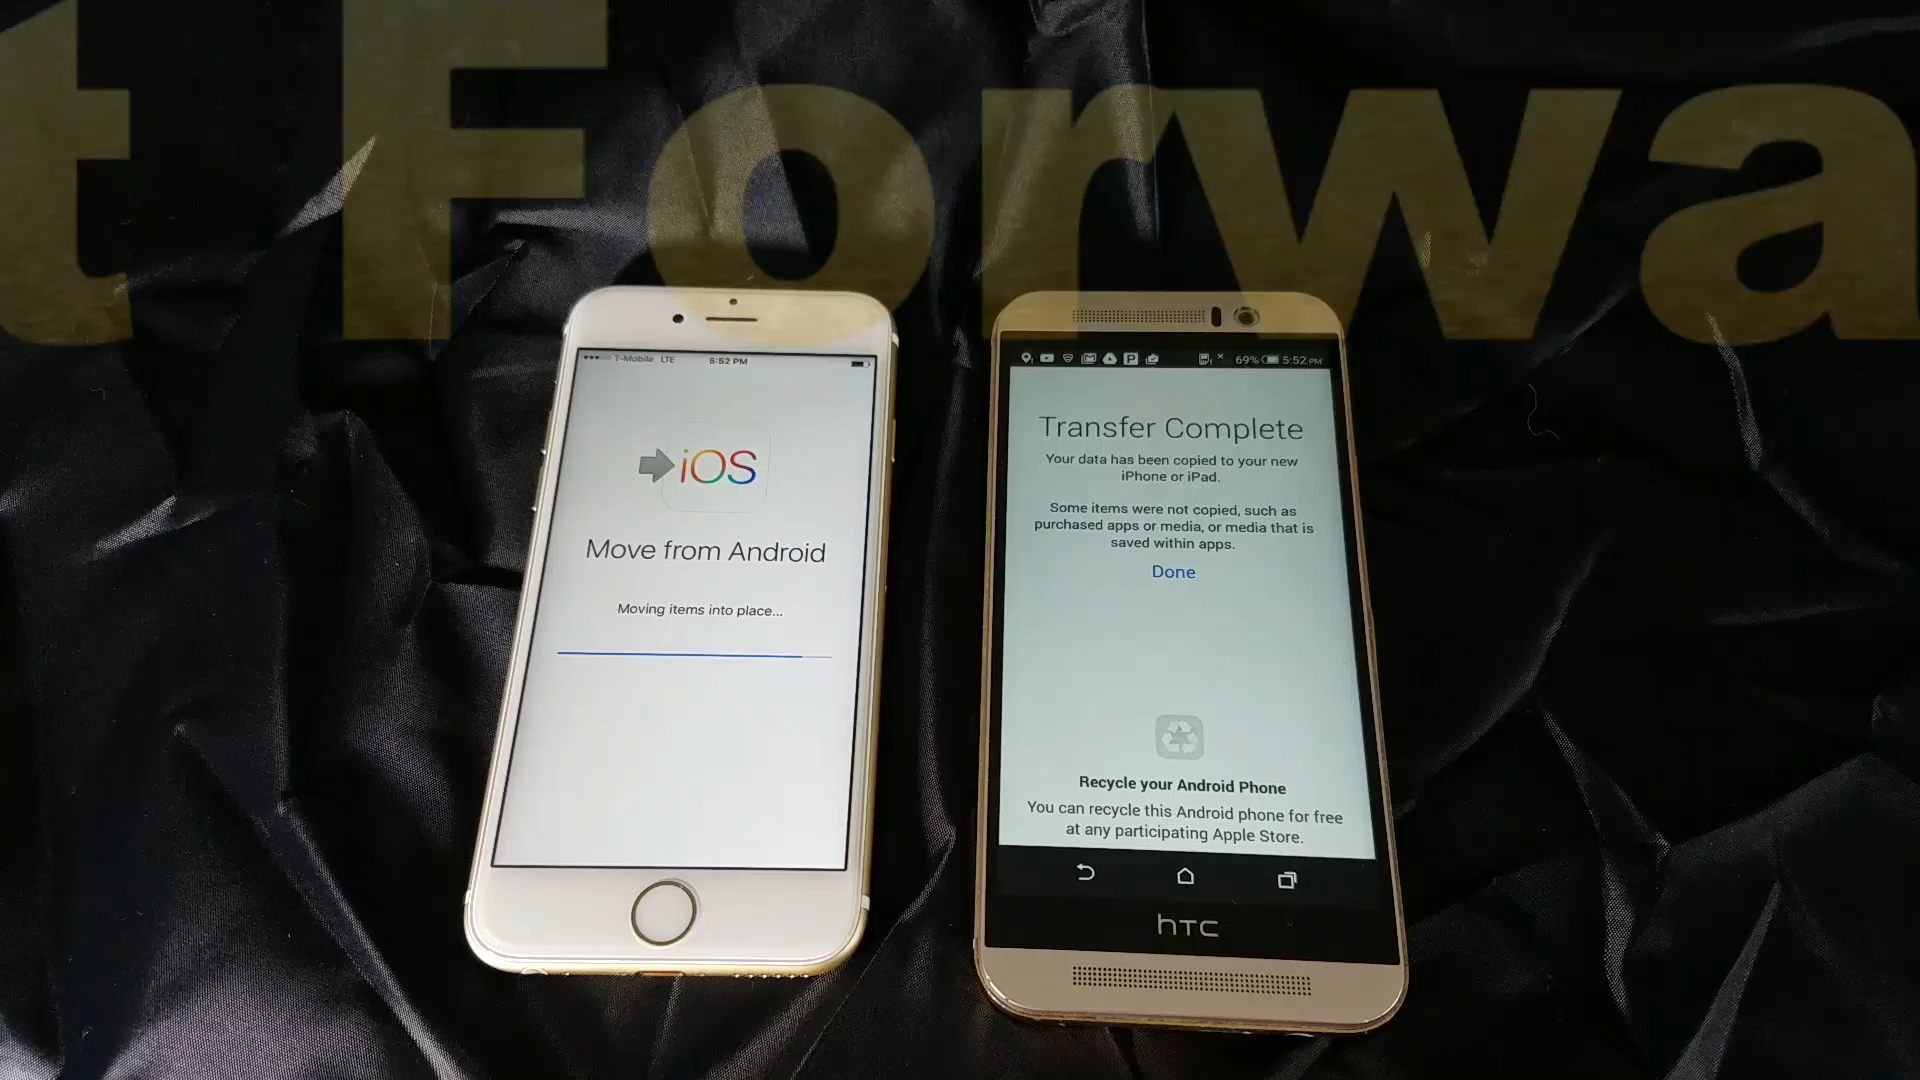 t Forwa
T-Mobile LTE 5:52 PM
iOS
Move from Android
Moving items into place...
69% 5:52 PM
Transfer Complete
Your data has been copied to your new
iPhone or iPad.
Some items were not copied, such as
purchased apps or media, or media that is
saved within apps.
Done
Recycle your Android Phone
You can recycle this Android phone for free
at any participating Apple Store.
hTC